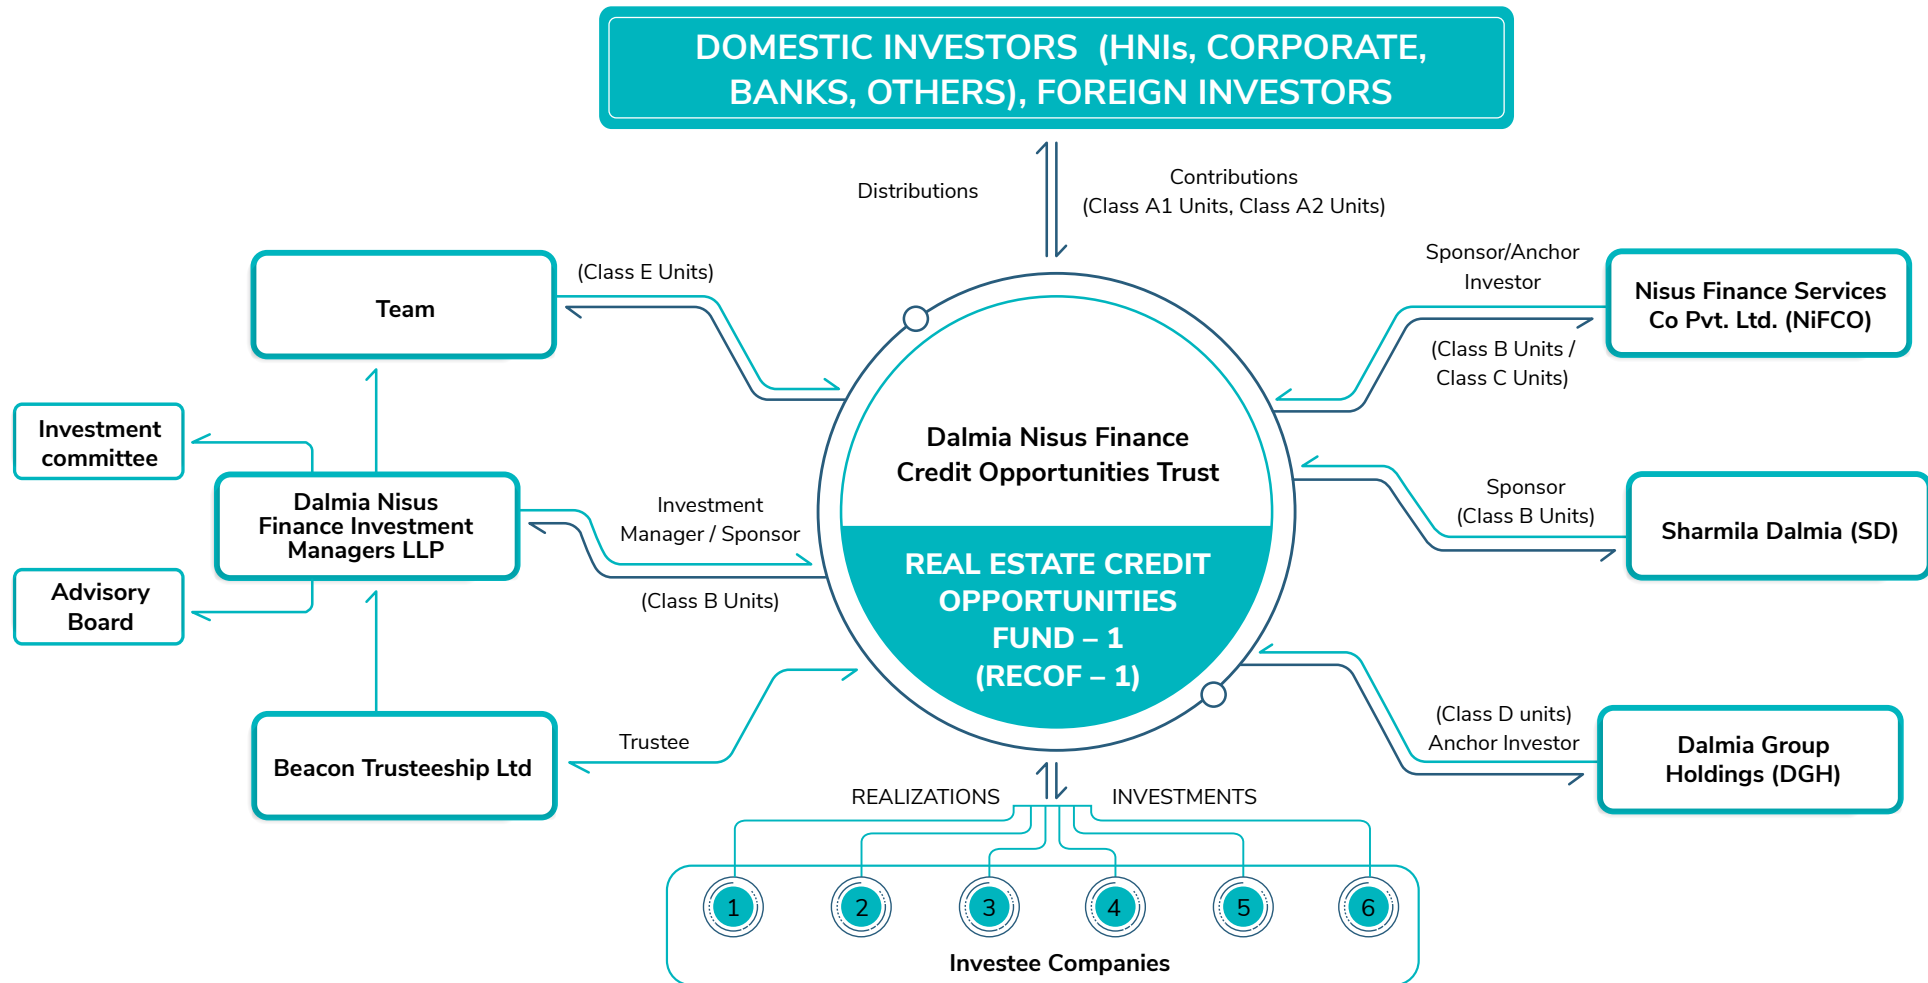 DOMESTIC INVESTORS (HNIs, CORPORATE,
BANKS, OTHERS), FOREIGN INVESTORS
Distributions
Contributions
(Class A1 Units, Class A2 Units)
Team
(Class E Units)
Sponsor/Anchor
Investor
(Class B Units /
Class C Units)
Nisus Finance Services
Co Pvt. Ltd. (NiFCO)
Investment
committee
Dalmia Nisus
Finance Investment
Managers LLP
Advisory
Board
Investment
Manager / Sponsor
(Class B Units)
Dalmia Nisus Finance
Credit Opportunities Trust
REAL ESTATE CREDIT
OPPORTUNITIES
FUND – 1
(RECOF – 1)
Sponsor
(Class B Units)
Sharmila Dalmia (SD)
Beacon Trusteeship Ltd
Trustee
(Class D units)
Anchor Investor
Dalmia Group
Holdings (DGH)
REALIZATIONS
INVESTMENTS
1 2 3 4 5 6
Investee Companies